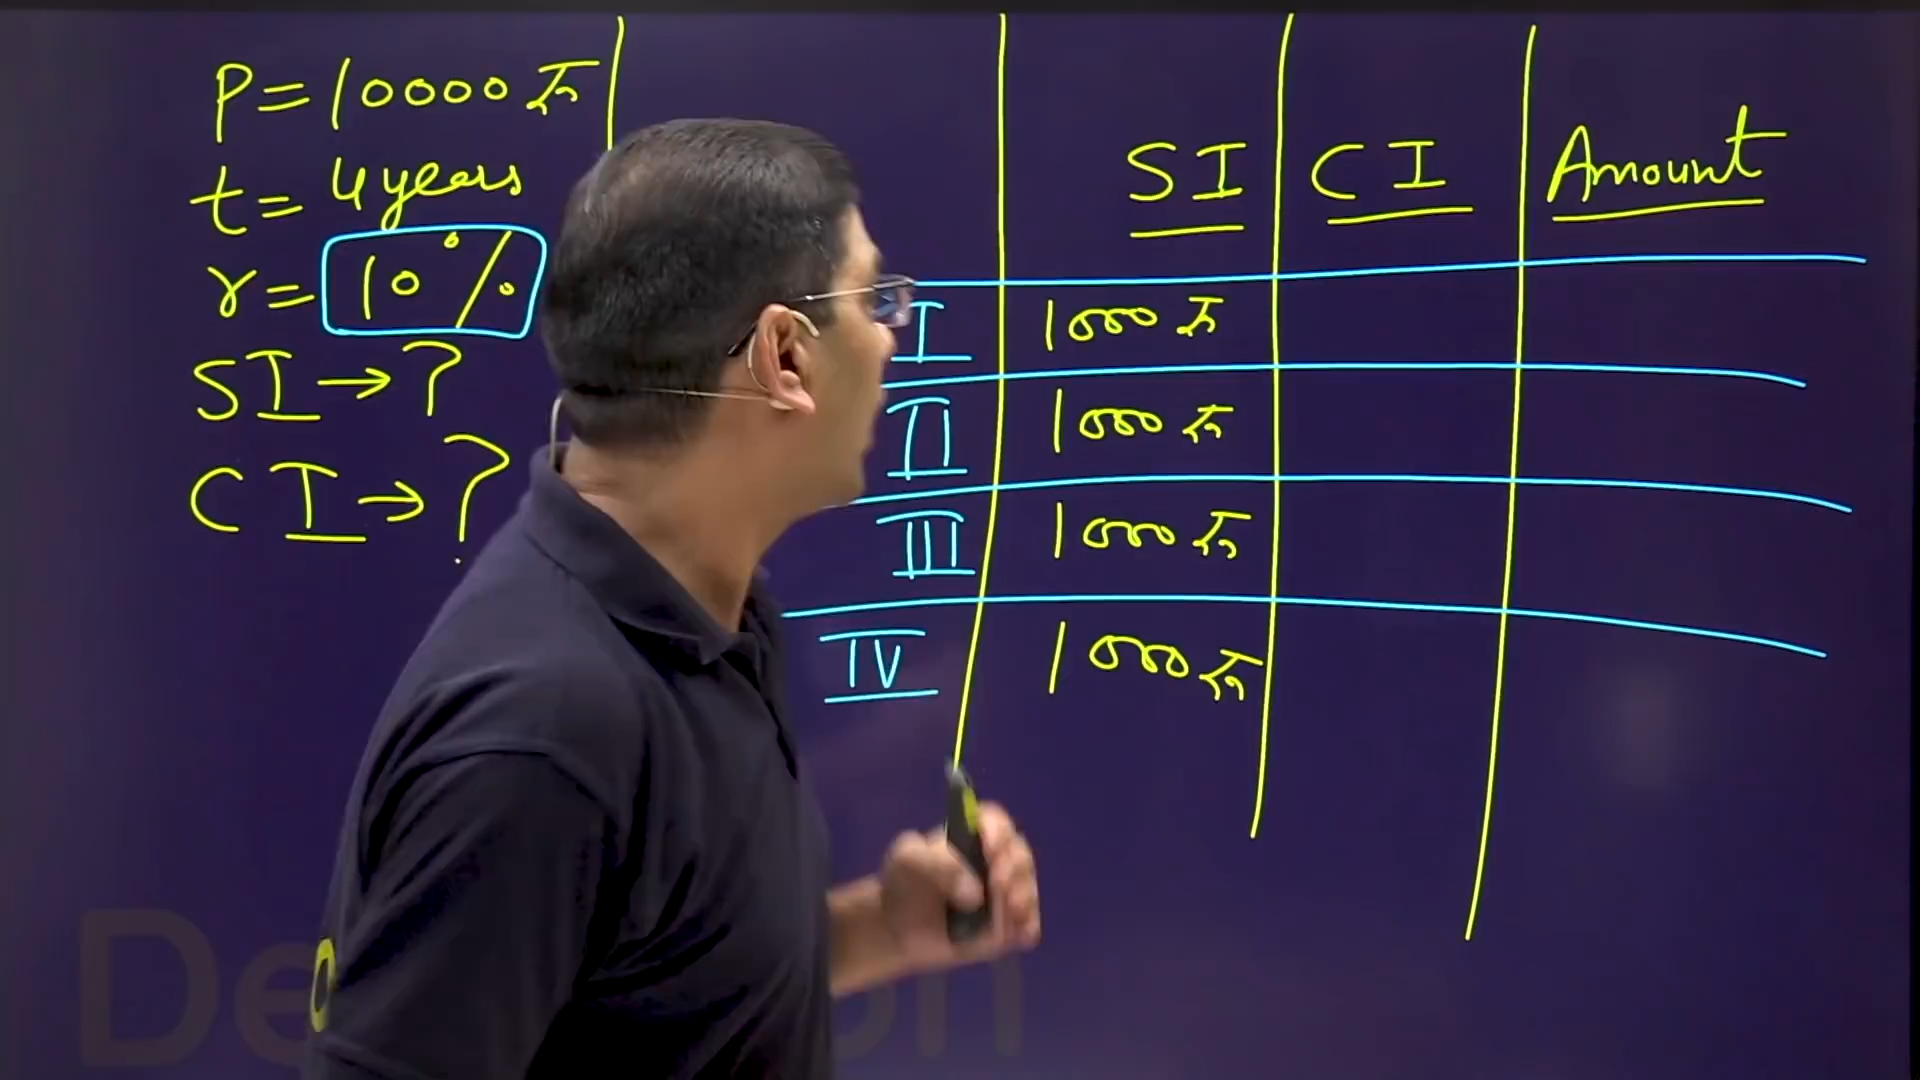 P = 10000 रु
t = 4 years
r = 10 %
SI → ?
CI → ?
SI CI Amount
I 1000 रु
II 1000 रु
III 1000 रु
IV 1000 रु